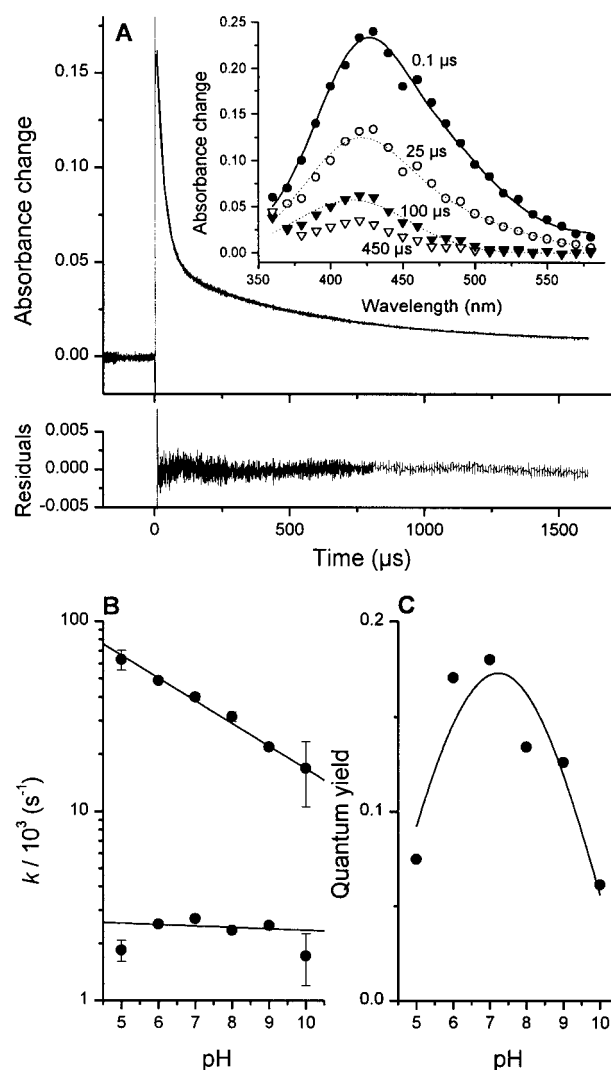 A
Absorbance change
0.15
0.10
0.05
0.00
Absorbance change
0.25
0.20
0.15
0.10
0.05
0.00
0.1 µs
25 µs
100 µs
450 µs
350 400 450 500 550
Wavelength (nm)
Residuals
0.005
0.000
-0.005
0 500 1000 1500
Time (µs)
B
k / 10³ (s⁻¹)
100
10
1
5 6 7 8 9 10
pH
C
Quantum yield
0.2
0.1
0.0
5 6 7 8 9 10
pH